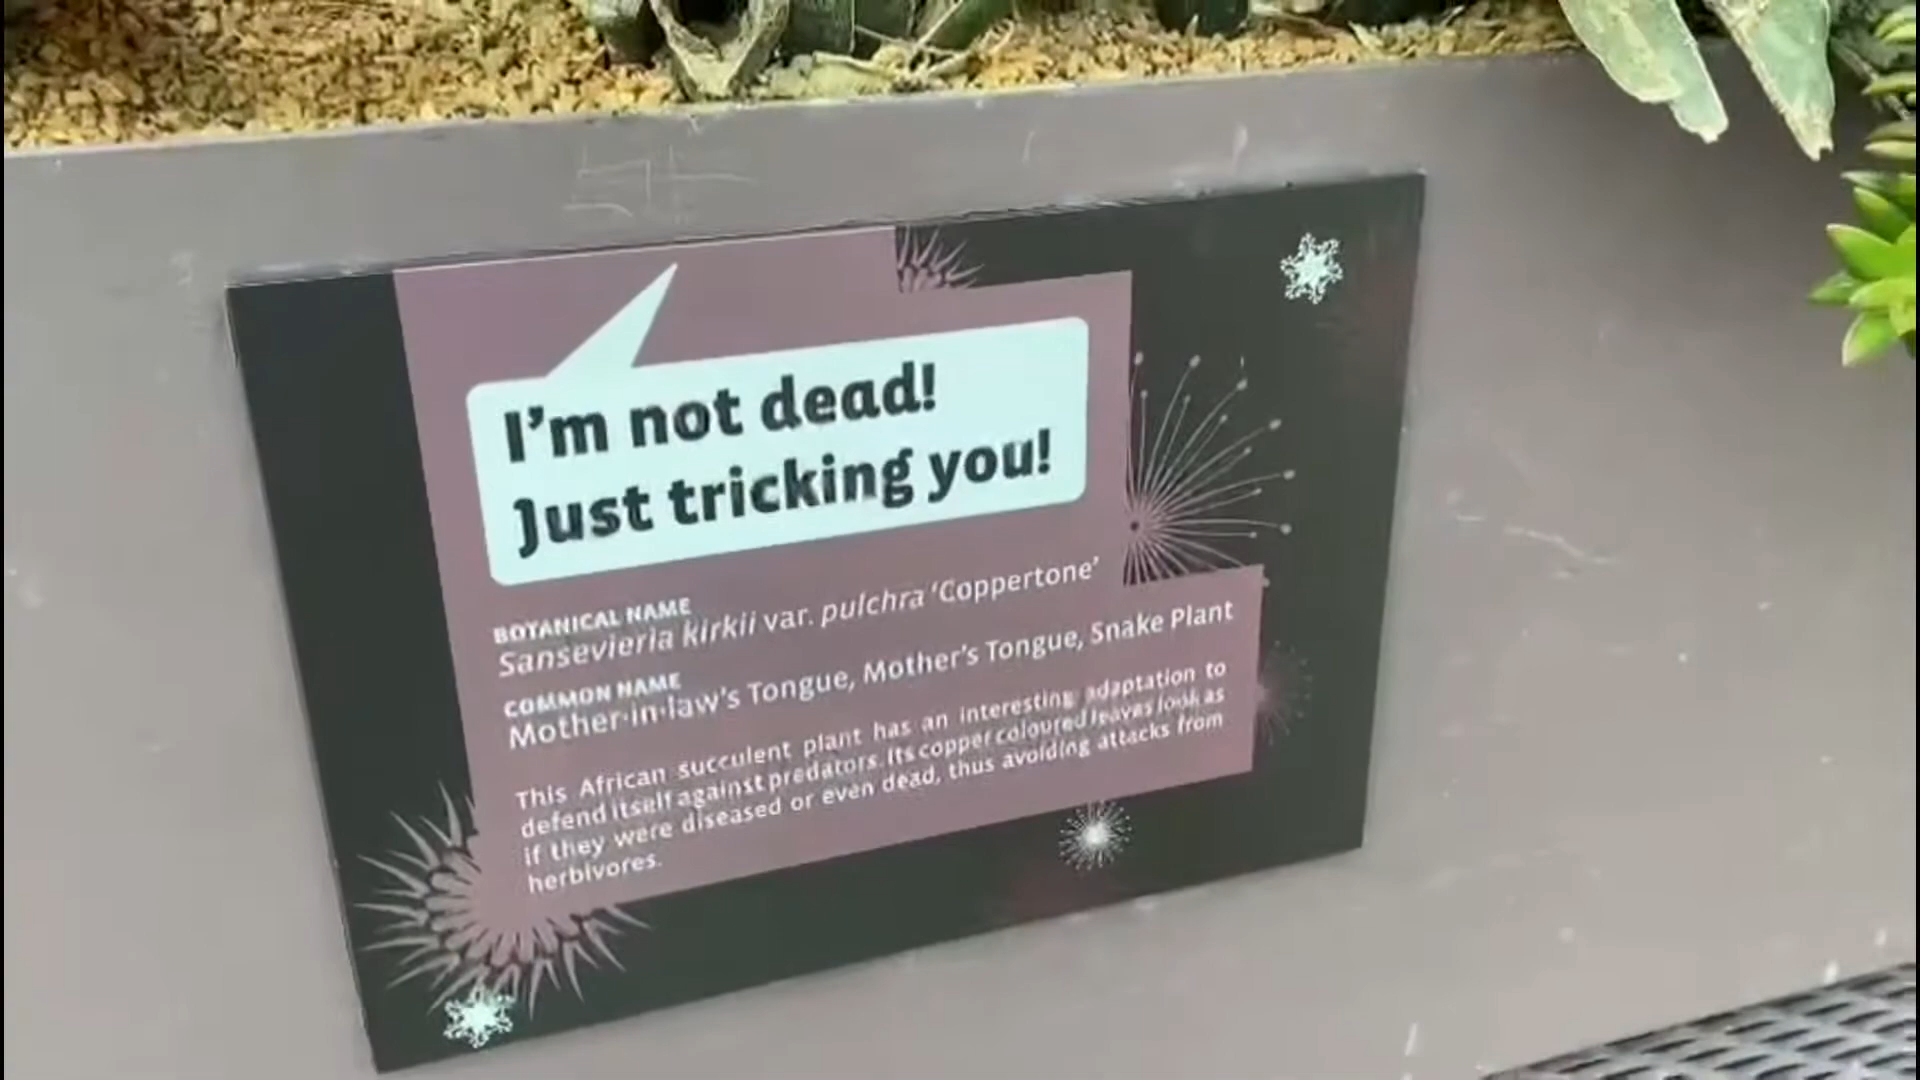 I'm not dead!
Just tricking you!
BOTANICAL NAME
Sansevieria kirkii var. pulchra 'Coppertone'
COMMON NAME
Mother-in-law's Tongue, Mother's Tongue, Snake Plant
This African succulent plant has an interesting adaptation to
defend itself against predators. Its copper coloured leaves look as
if they were diseased or even dead, thus avoiding attacks from
herbivores.